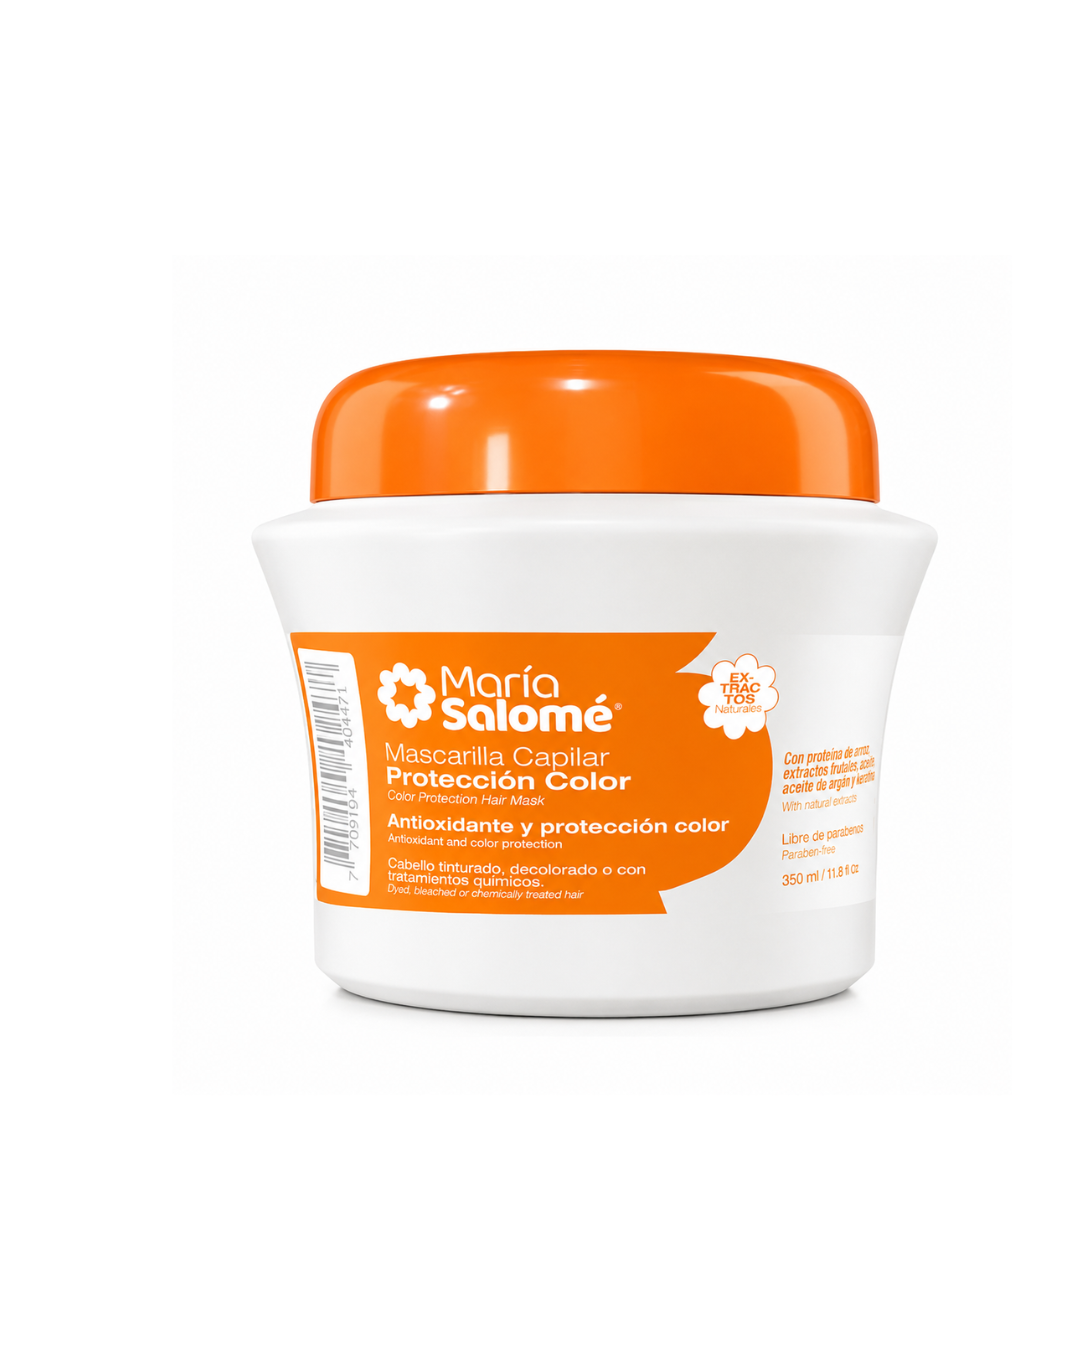 María
Salomé®
Mascarilla Capilar
Protección Color
Color Protection Hair Mask
Antioxidante y protección color
Antioxidant and color protection
Cabello tinturado, decolorado o con
tratamientos químicos.
Dyed, bleached or chemically treated hair
7 709194 404471
EX-
TRAC
TOS
Naturales
Con proteína de arroz,
extractos frutales, aceite
aceite de argán y keratina
With natural extracts
Libre de parabenos
Paraben-free
350 ml / 11.8 fl oz